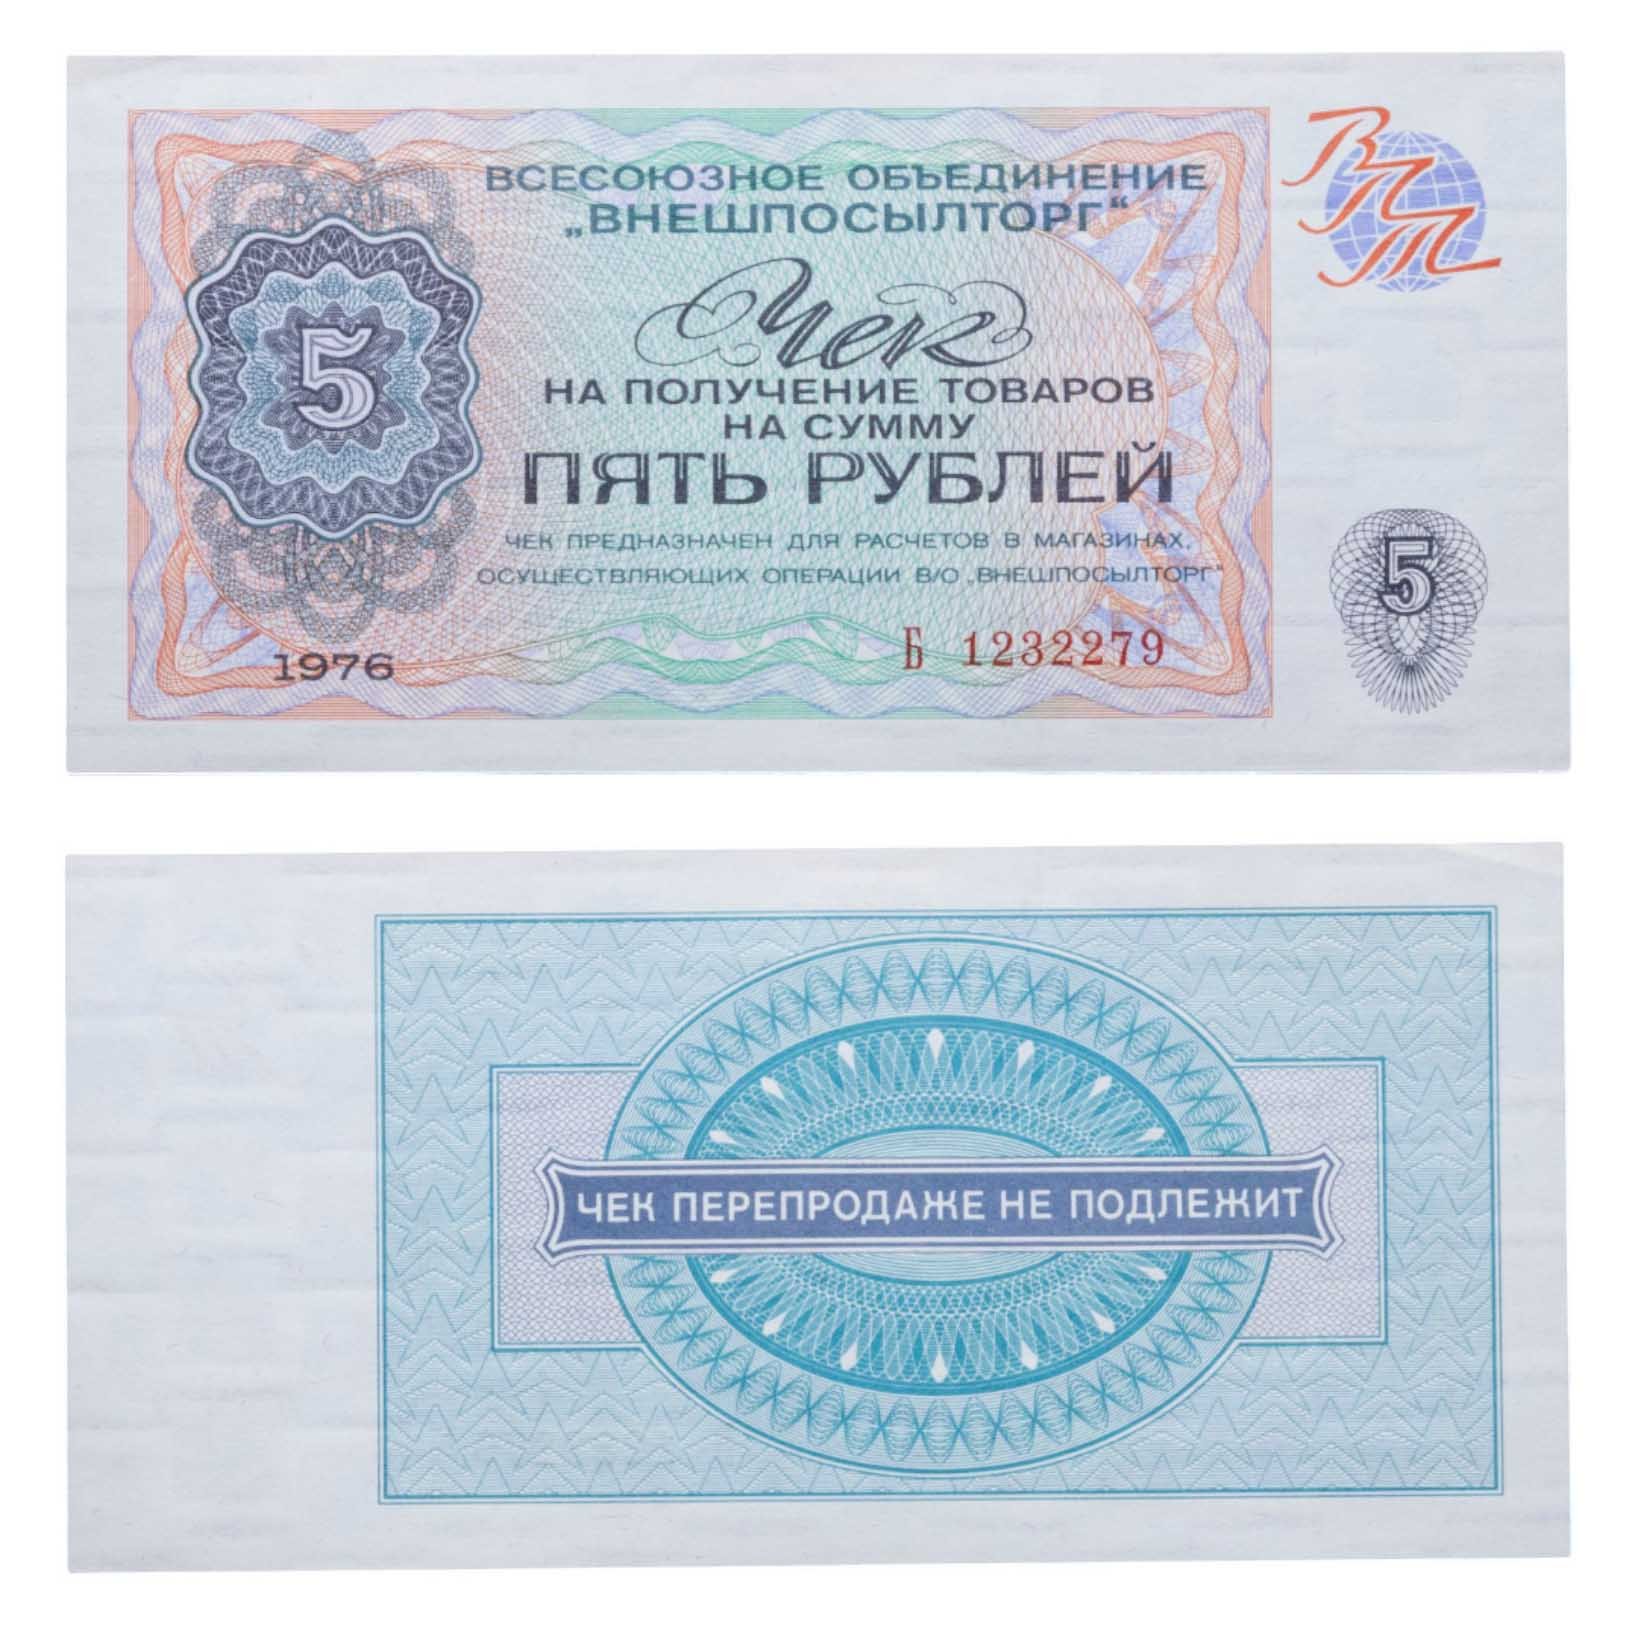 ВСЕСОЮЗНОЕ ОБЪЕДИНЕНИЕ
„ВНЕШПОСЫЛТОРГ“
ВПТ
Чек
5
НА ПОЛУЧЕНИЕ ТОВАРОВ
НА СУММУ
ПЯТЬ РУБЛЕЙ
ЧЕК ПРЕДНАЗНАЧЕН ДЛЯ РАСЧЕТОВ В МАГАЗИНАХ,
ОСУЩЕСТВЛЯЮЩИХ ОПЕРАЦИИ В/О „ВНЕШПОСЫЛТОРГ“
5
1976
Б 1232279
ЧЕК ПЕРЕПРОДАЖЕ НЕ ПОДЛЕЖИТ